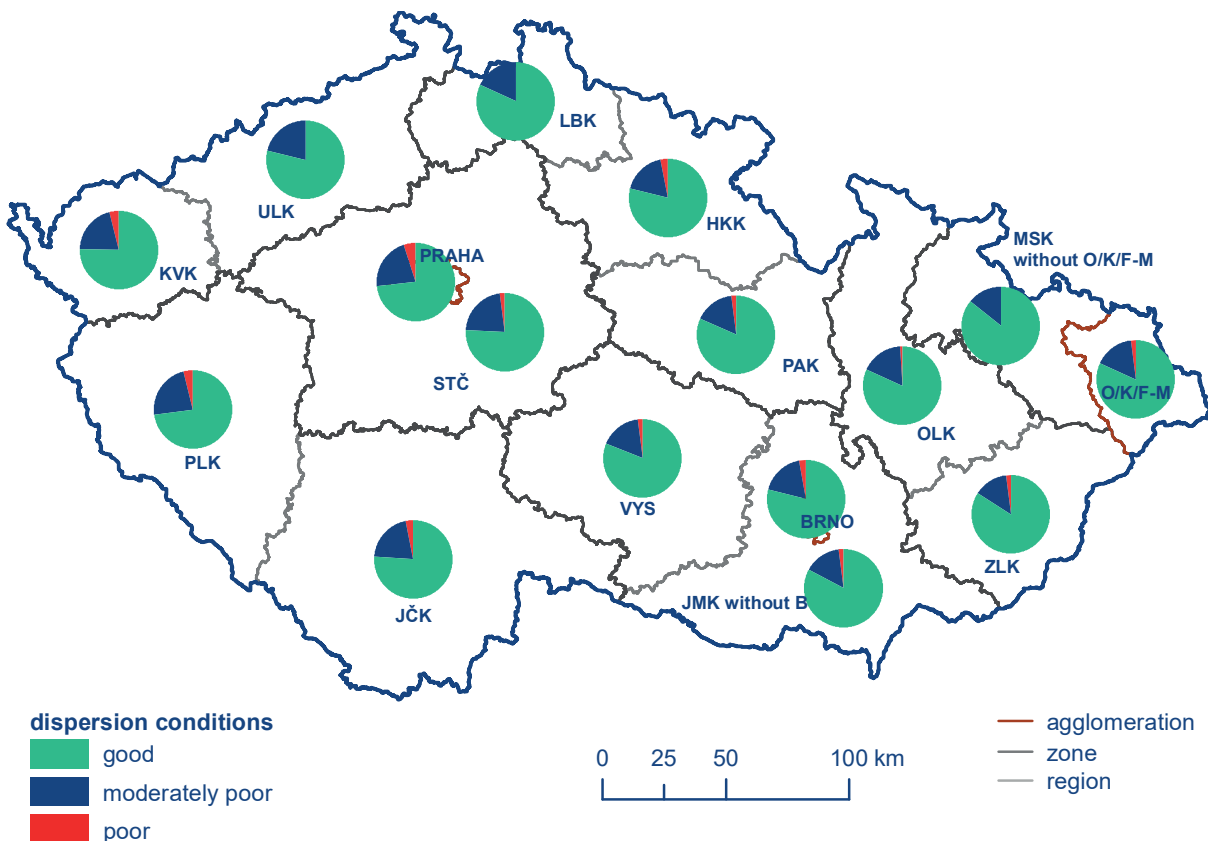 LBK
ULK
HKK
KVK
PRAHA
MSK
without O/K/F-M
STČ
PAK
O/K/F-M
PLK
OLK
VYS
BRNO
ZLK
JMK without B
JČK
dispersion conditions
good
moderately poor
poor
0 25 50 100 km
agglomeration
zone
region